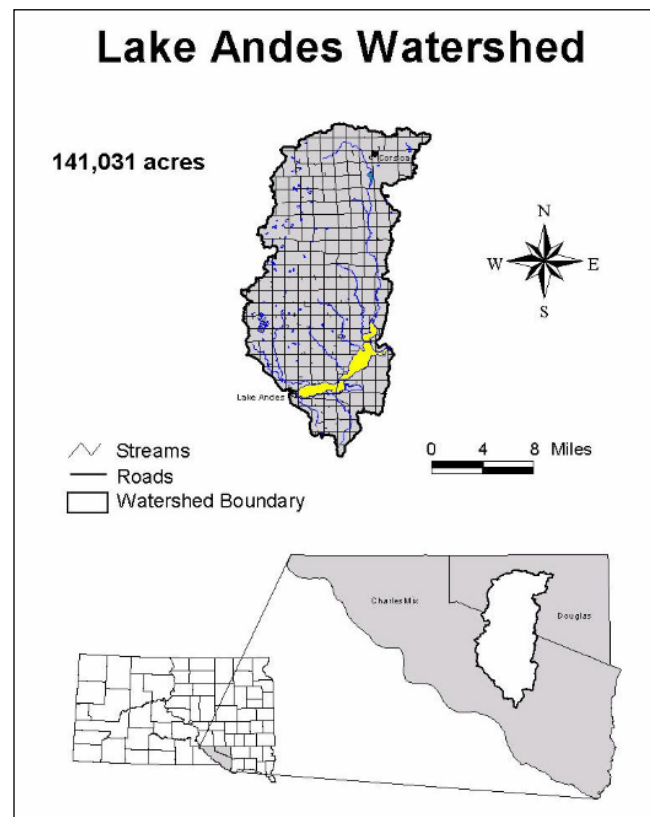 Lake Andes Watershed
141,031 acres
Corsica
N
W E
S
Lake Andes
Streams
Roads
Watershed Boundary
0 4 8 Miles
Charles Mix
Douglas